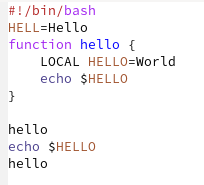 #!/bin/bash
HELL=Hello
function hello {
    LOCAL HELLO=World
    echo $HELLO
}

hello
echo $HELLO
hello